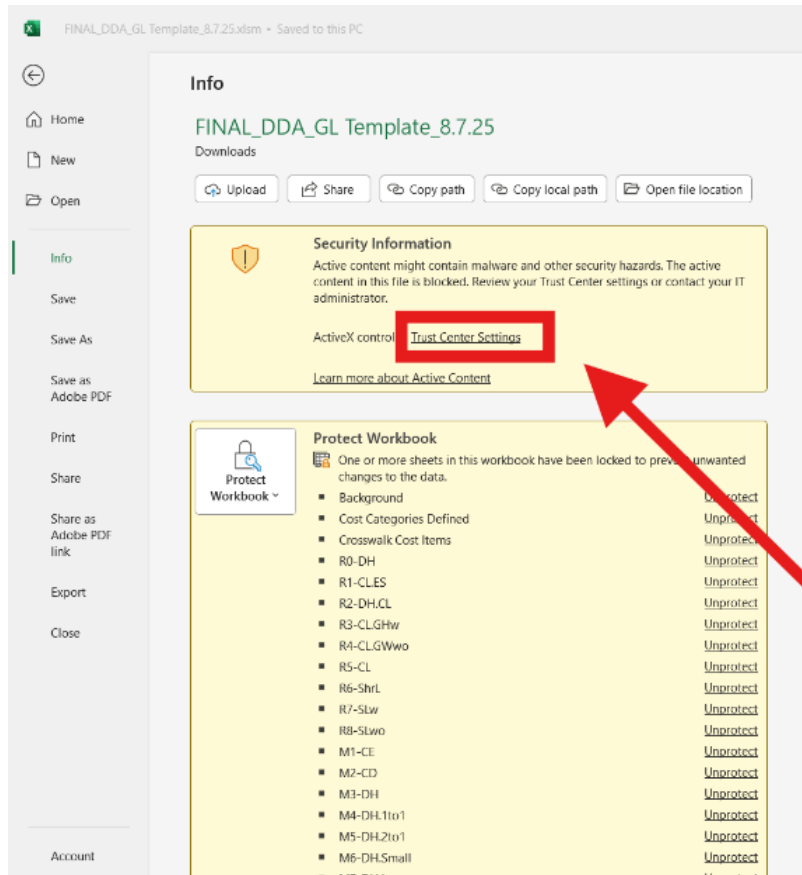 FINAL_DDA_GL Template_8.7.25.xlsm • Saved to this PC
Info
Home
New
Open
Info
Save
Save As
Save as
Adobe PDF
Print
Share
Share as
Adobe PDF
link
Export
Close
Account
FINAL_DDA_GL Template_8.7.25
Downloads
Upload
Share
Copy path
Copy local path
Open file location
Security Information
Active content might contain malware and other security hazards. The active
content in this file is blocked. Review your Trust Center settings or contact your IT
administrator.
ActiveX control Trust Center Settings
Learn more about Active Content
Protect
Workbook
Protect Workbook
One or more sheets in this workbook have been locked to prevent unwanted
changes to the data.
Background Unprotect
Cost Categories Defined Unprotect
Crosswalk Cost Items Unprotect
R0-DH Unprotect
R1-CLES Unprotect
R2-DH.CL Unprotect
R3-CLGHw Unprotect
R4-CLGWwo Unprotect
R5-CL Unprotect
R6-ShrL Unprotect
R7-SLw Unprotect
R8-SLwo Unprotect
M1-CE Unprotect
M2-CD Unprotect
M3-DH Unprotect
M4-DH.1to1 Unprotect
M5-DH.2to1 Unprotect
M6-DH.Small Unprotect